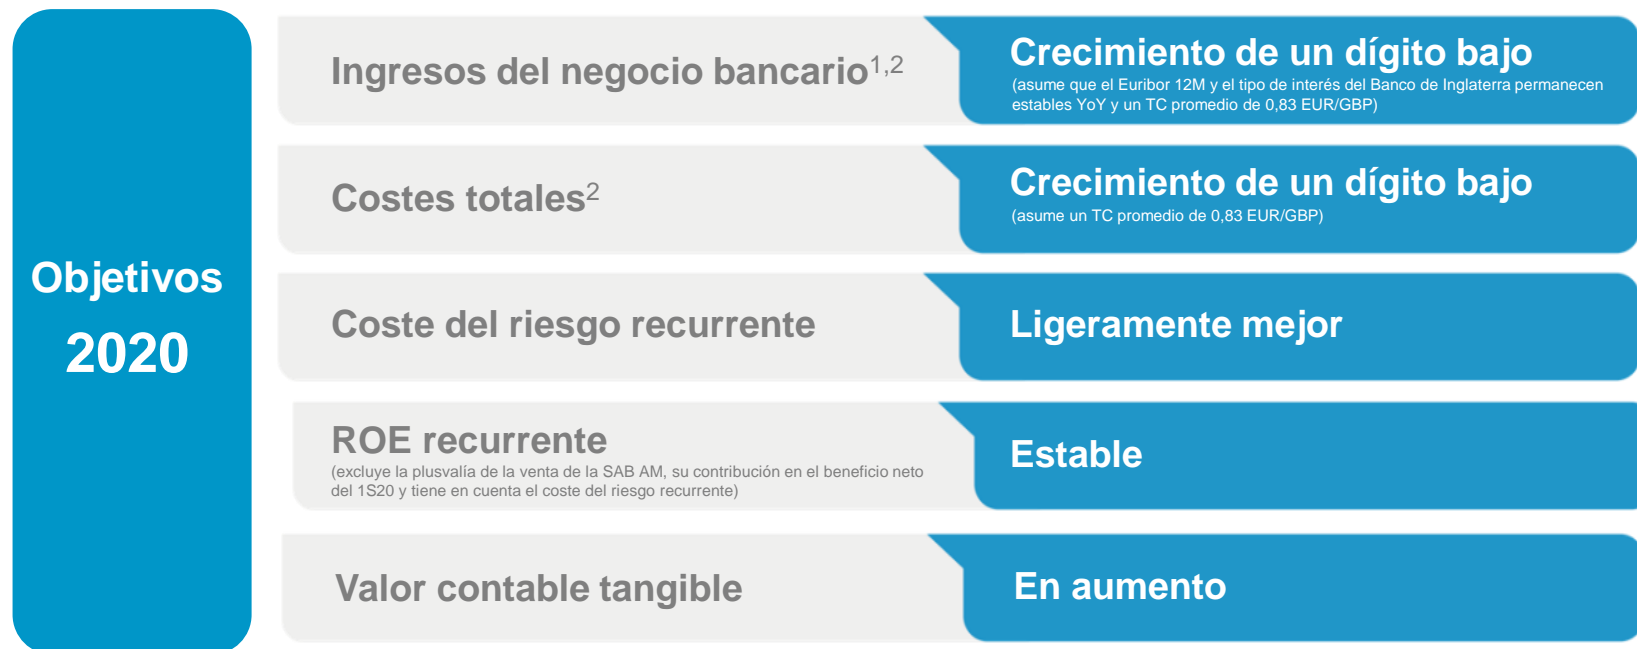 Objetivos
2020
Ingresos del negocio bancario1,2
Crecimiento de un dígito bajo
(asume que el Euribor 12M y el tipo de interés del Banco de Inglaterra permanecen
estables YoY y un TC promedio de 0,83 EUR/GBP)
Costes totales2
Crecimiento de un dígito bajo
(asume un TC promedio de 0,83 EUR/GBP)
Coste del riesgo recurrente
Ligeramente mejor
ROE recurrente
(excluye la plusvalía de la venta de la SAB AM, su contribución en el beneficio neto
del 1S20 y tiene en cuenta el coste del riesgo recurrente)
Estable
Valor contable tangible
En aumento